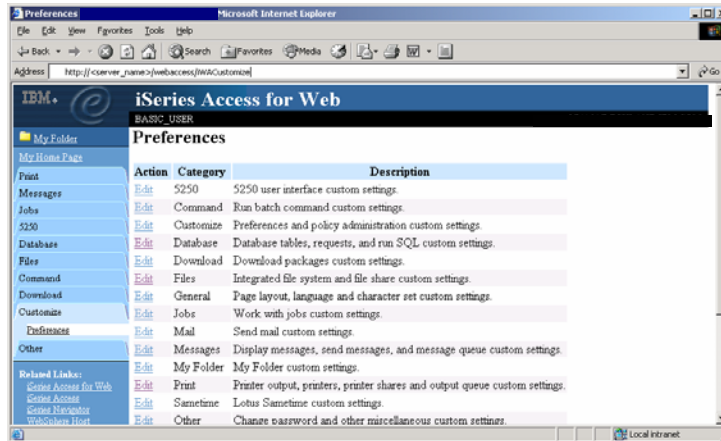 Preferences Microsoft Internet Explorer
File Edit View Favorites Tools Help
Back Search Favorites Media
Address http://<server_name>/webaccess/iWACustomize Go
IBM. iSeries Access for Web
BASIC_USER
My Folder
My Home Page
Print
Messages
Jobs
5250
Database
Files
Command
Download
Customize
Preferences
Other
Related Links:
iSeries Access for Web
iSeries Access
iSeries Navigator
WebSphere Host
Preferences
Action Category Description
Edit 5250 5250 user interface custom settings.
Edit Command Run batch command custom settings.
Edit Customize Preferences and policy administration custom settings.
Edit Database Database tables, requests, and run SQL custom settings.
Edit Download Download packages custom settings.
Edit Files Integrated file system and file share custom settings.
Edit General Page layout, language and character set custom settings.
Edit Jobs Work with jobs custom settings.
Edit Mail Send mail custom settings.
Edit Messages Display messages, send messages, and message queue custom settings.
Edit My Folder My Folder custom settings.
Edit Print Printer output, printers, printer shares and output queue custom settings.
Edit Sametime Lotus Sametime custom settings.
Edit Other Change password and other miscellaneous custom settings.
Local intranet